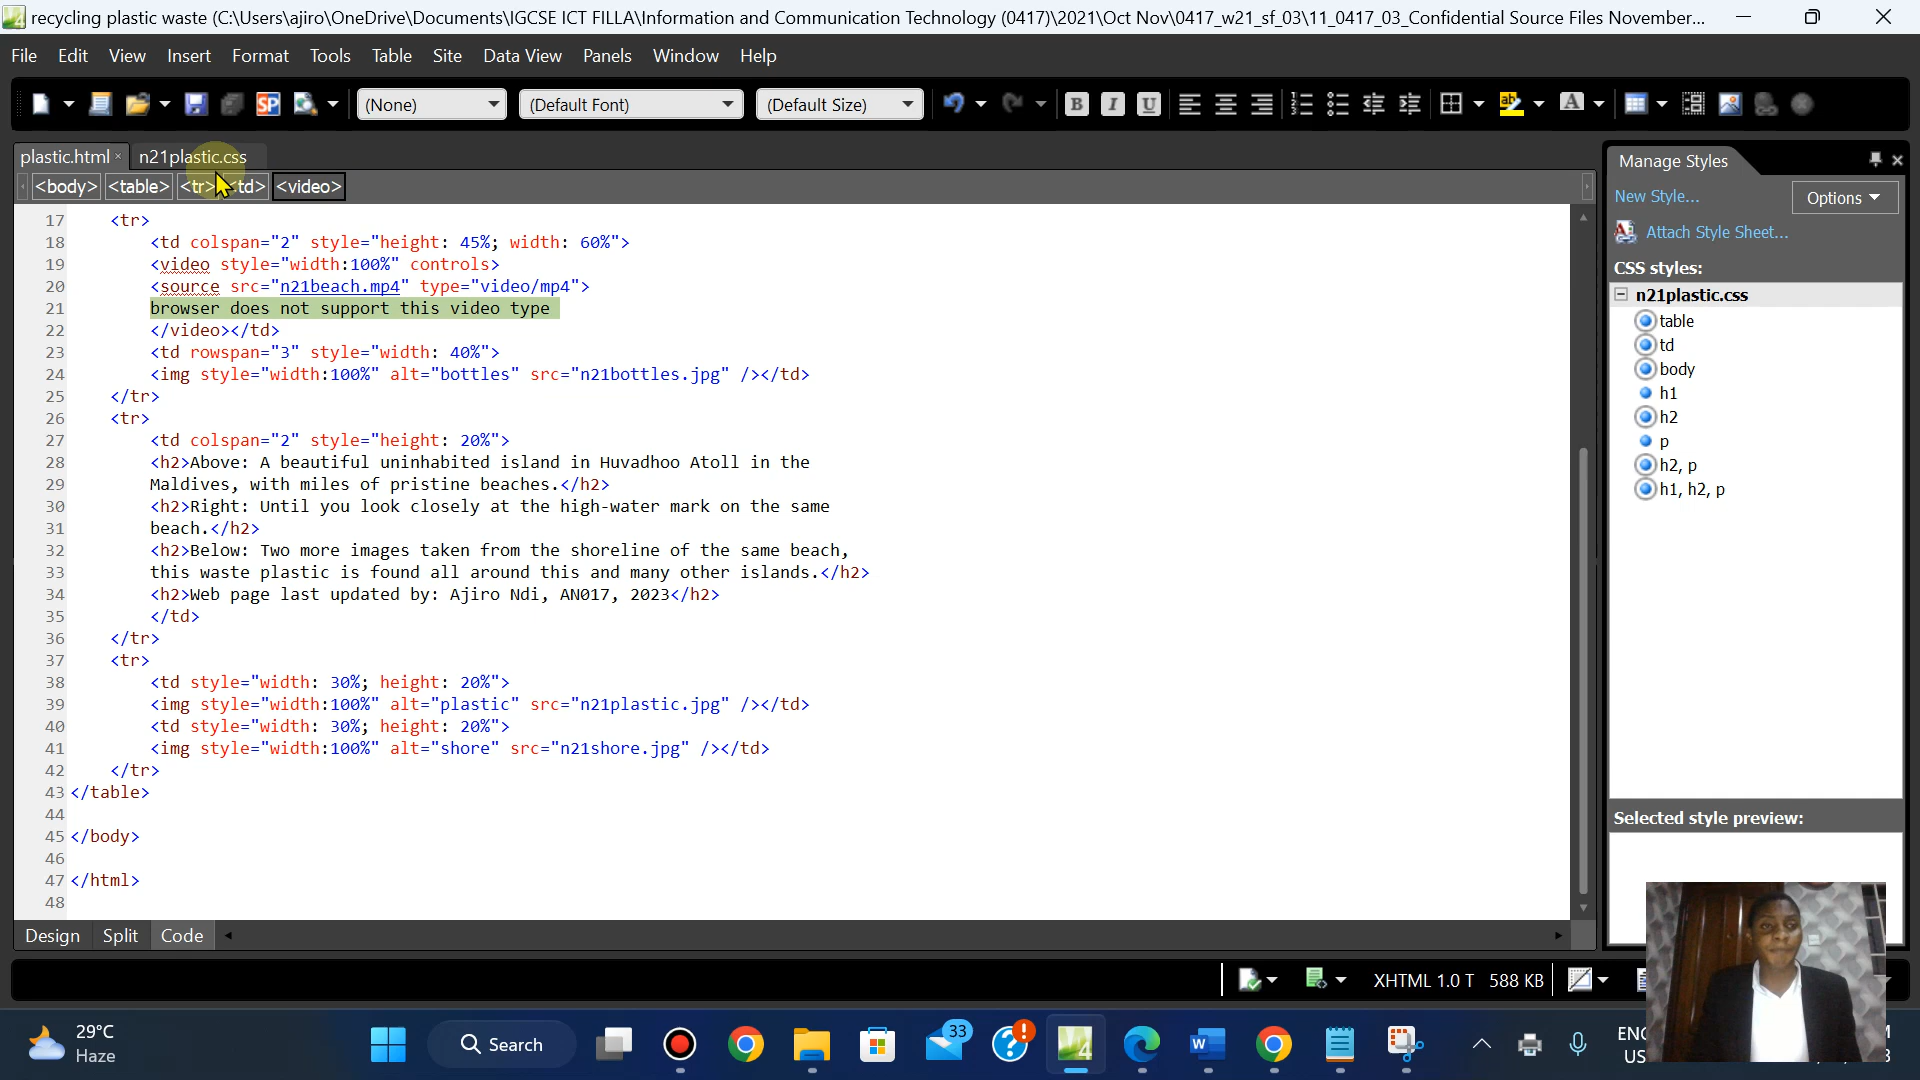 recycling plastic waste (C:\Users\ajiro\OneDrive\Documents\IGCSE ICT FILLA\Information and Communication Technology (0417)\2021\Oct Nov\0417_w21_sf_03\11_0417_03_Confidential Source Files November...
File Edit View Insert Format Tools Table Site Data View Panels Window Help
(None) (Default Font) (Default Size)
plastic.html × n21plastic.css
<body> <table> <tr> <td> <video>
17 <tr>
18 <td colspan="2" style="height: 45%; width: 60%">
19 <video style="width:100%" controls>
20 <source src="n21beach.mp4" type="video/mp4">
21 browser does not support this video type
22 </video></td>
23 <td rowspan="3" style="width: 40%">
24 <img style="width:100%" alt="bottles" src="n21bottles.jpg" /></td>
25 </tr>
26 <tr>
27 <td colspan="2" style="height: 20%">
28 <h2>Above: A beautiful uninhabited island in Huvadhoo Atoll in the
29 Maldives, with miles of pristine beaches.</h2>
30 <h2>Right: Until you look closely at the high-water mark on the same
31 beach.</h2>
32 <h2>Below: Two more images taken from the shoreline of the same beach,
33 this waste plastic is found all around this and many other islands.</h2>
34 <h2>Web page last updated by: Ajiro Ndi, AN017, 2023</h2>
35 </td>
36 </tr>
37 <tr>
38 <td style="width: 30%; height: 20%">
39 <img style="width:100%" alt="plastic" src="n21plastic.jpg" /></td>
40 <td style="width: 30%; height: 20%">
41 <img style="width:100%" alt="shore" src="n21shore.jpg" /></td>
42 </tr>
43 </table>
44
45 </body>
46
47 </html>
48
Design Split Code
Manage Styles
New Style... Options
Attach Style Sheet...
CSS styles:
n21plastic.css
table
td
body
h1
h2
p
h2, p
h1, h2, p
Selected style preview:
XHTML 1.0 T 588 KB
29°C
Haze
Search
33
ENG
US